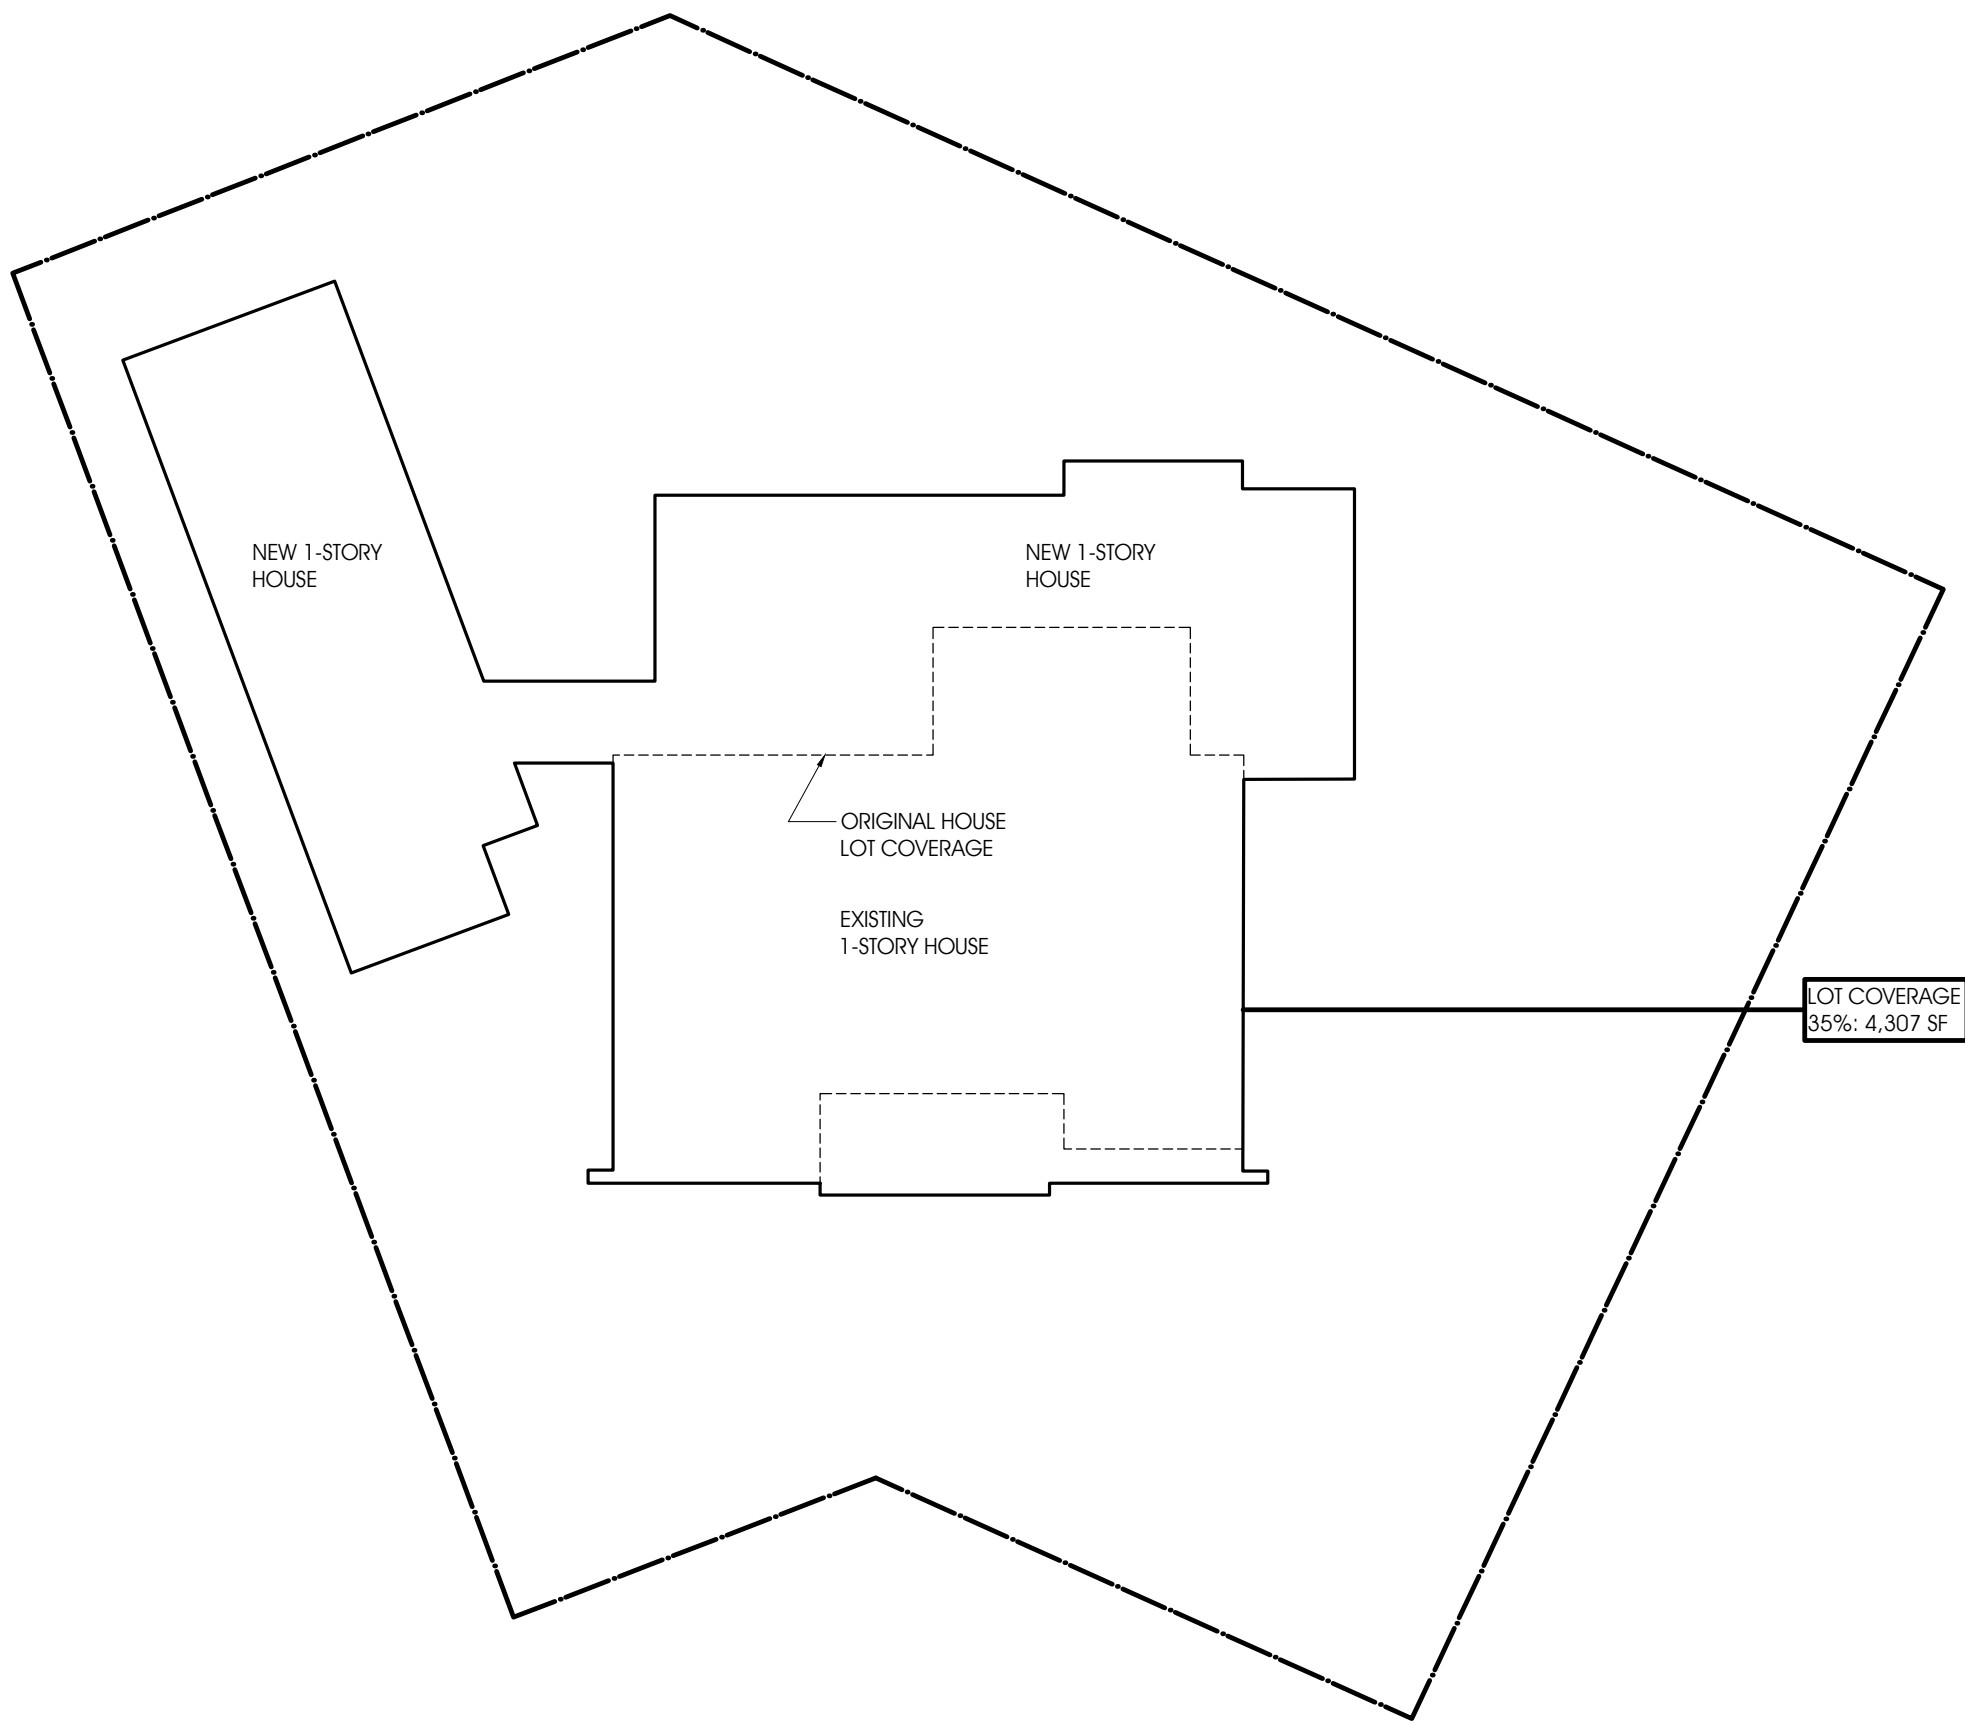 NEW 1-STORY
HOUSE
NEW 1-STORY
HOUSE
ORIGINAL HOUSE
LOT COVERAGE
EXISTING
1-STORY HOUSE
LOT COVERAGE
35%: 4,307 SF